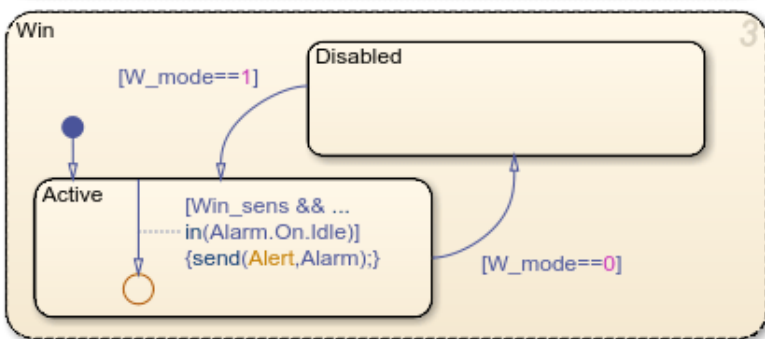 Win
3
Disabled
[W_mode==1]
Active
[Win_sens && ...
in(Alarm.On.Idle)]
{send(Alert,Alarm);}
[W_mode==0]